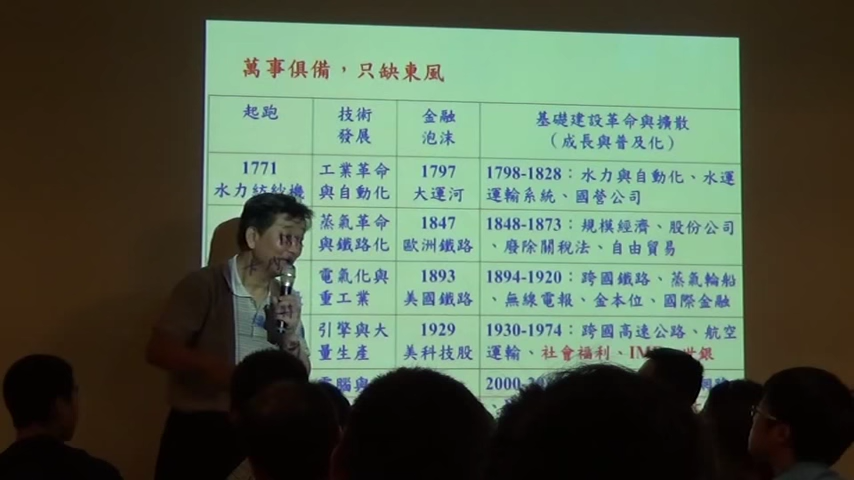 萬事俱備，只缺東風
起跑
技術
發展
金融
泡沫
基礎建設革命與擴散
（成長與普及化）
1771
水力紡紗機
工業革命
與自動化
1797
大運河
1798-1828：水力與自動化、水運
運輸系統、國營公司
蒸氣革命
與鐵路化
1847
歐洲鐵路
1848-1873：規模經濟、股份公司
、廢除關稅法、自由貿易
電氣化與
重工業
1893
美國鐵路
1894-1920：跨國鐵路、蒸氣輪船
、無線電報、金本位、國際金融
引擎與大
量生產
1929
美科技股
1930-1974：跨國高速公路、航空
運輸、社會福利、世銀
電腦與